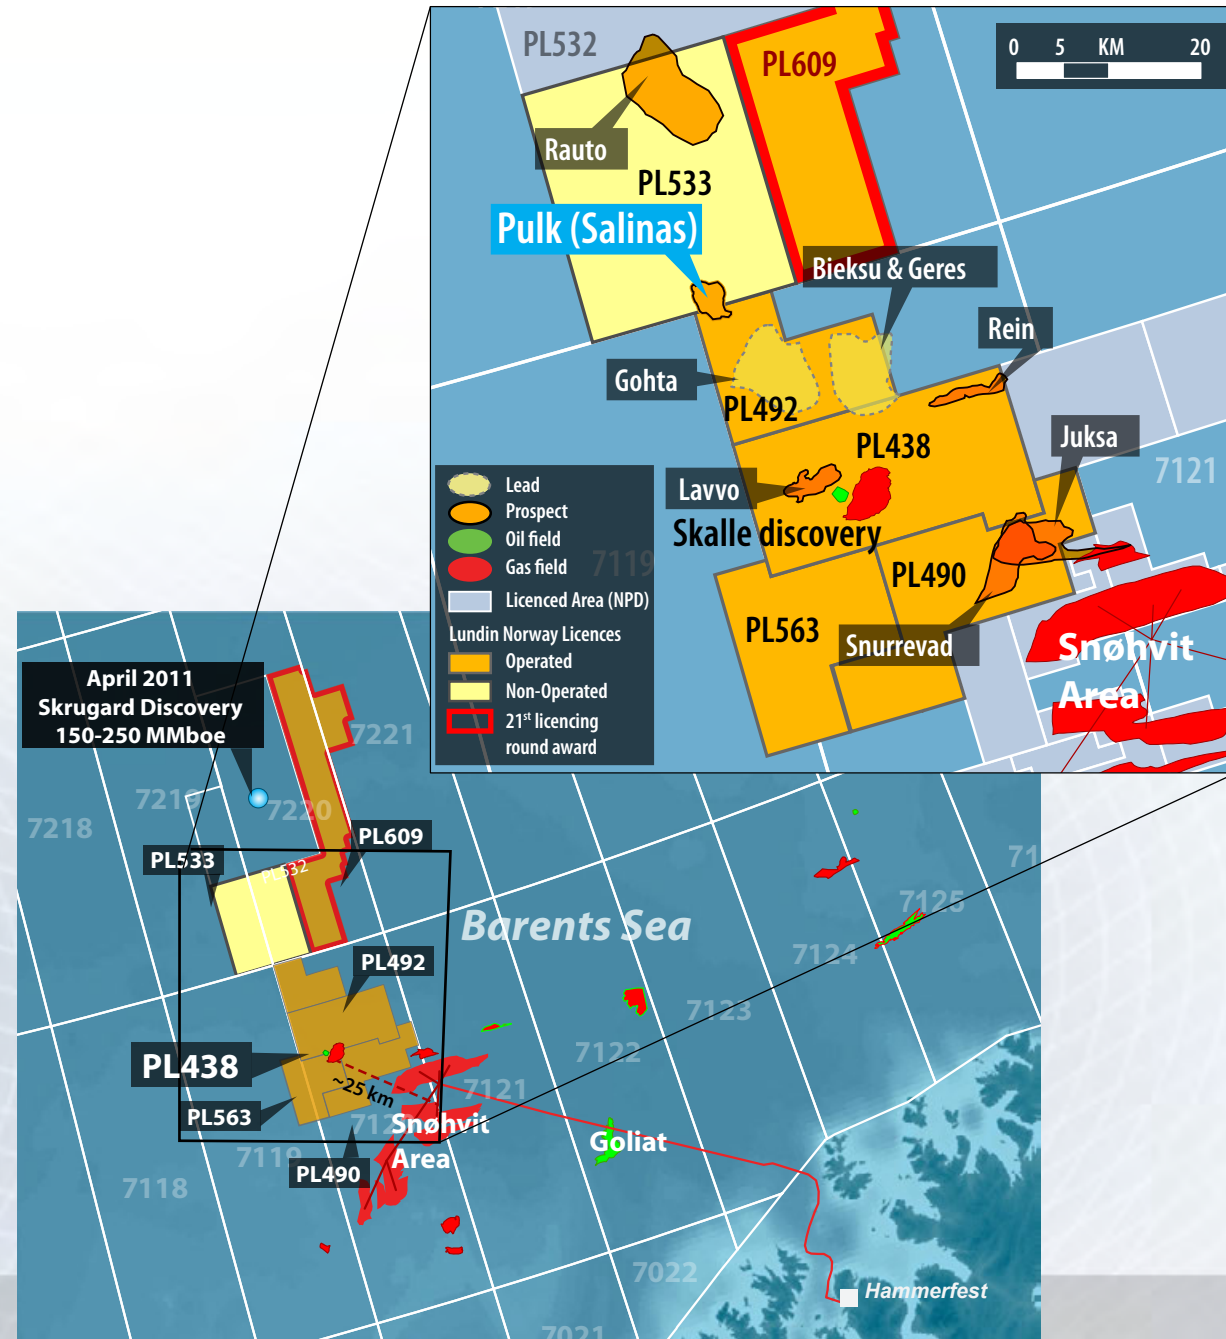 PL532
PL609
0 5 KM 20
Rauto
PL533
Pulk (Salinas)
Bieksu & Geres
Rein
Gohta
PL492
PL438
Juksa
7121
Lavvo
Skalle discovery
7119
PL490
PL563
Snurrevad
Snøhvit
Area
Lead
Prospect
Oil field
Gas field
Licenced Area (NPD)
Lundin Norway Licences
Operated
Non-Operated
21st licencing
round award
April 2011
Skrugard Discovery
150-250 MMboe
7221
7219
7220
7218
PL609
PL533
PL532
Barents Sea
7125
7124
PL492
7123
7122
PL438
~25 km
7121
PL563
Snøhvit
Area
Goliat
7119
PL490
7118
7022
Hammerfest
7021